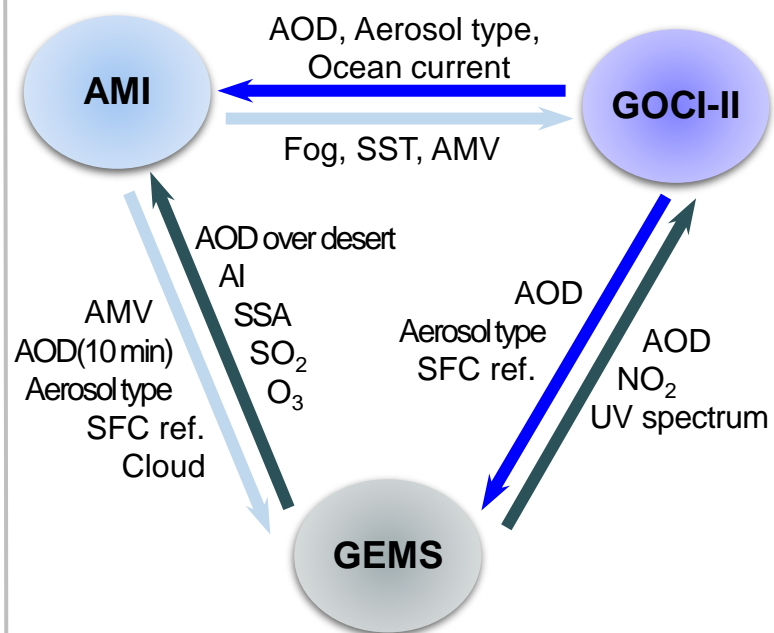 AOD, Aerosol type,
Ocean current
AMI
GOCI-II
Fog, SST, AMV
AOD over desert
AI
SSA
SO₂
O₃
AMV
AOD(10 min)
Aerosol type
SFC ref.
Cloud
AOD
Aerosol type
SFC ref.
AOD
NO₂
UV spectrum
GEMS